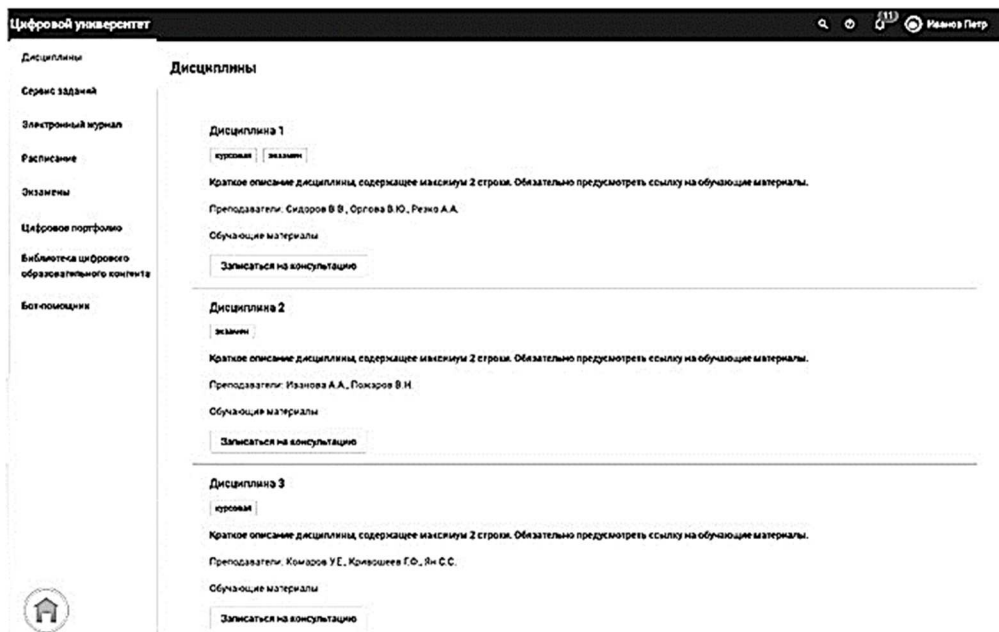 Цифровой университет
(11)
Иванов Петр
Дисциплины
Сервис заданий
Электронный журнал
Расписание
Экзамены
Цифровое портфолио
Библиотека цифрового
образовательного контента
Бот-помощник
Дисциплины
Дисциплина 1
курсовая экзамен
Краткое описание дисциплины, содержащее максимум 2 строки. Обязательно предусмотреть ссылку на обучающие материалы.
Преподаватели: Сидоров В.В., Орлова В.Ю., Резко А.А.
Обучающие материалы
Записаться на консультацию
Дисциплина 2
экзамен
Краткое описание дисциплины, содержащее максимум 2 строки. Обязательно предусмотреть ссылку на обучающие материалы.
Преподаватели: Иванова А.А., Пожаров В.Н.
Обучающие материалы
Записаться на консультацию
Дисциплина 3
курсовая
Краткое описание дисциплины, содержащее максимум 2 строки. Обязательно предусмотреть ссылку на обучающие материалы.
Преподаватели: Комаров У.Е., Кривошеев Г.Ф., Ян С.С.
Обучающие материалы
Записаться на консультацию